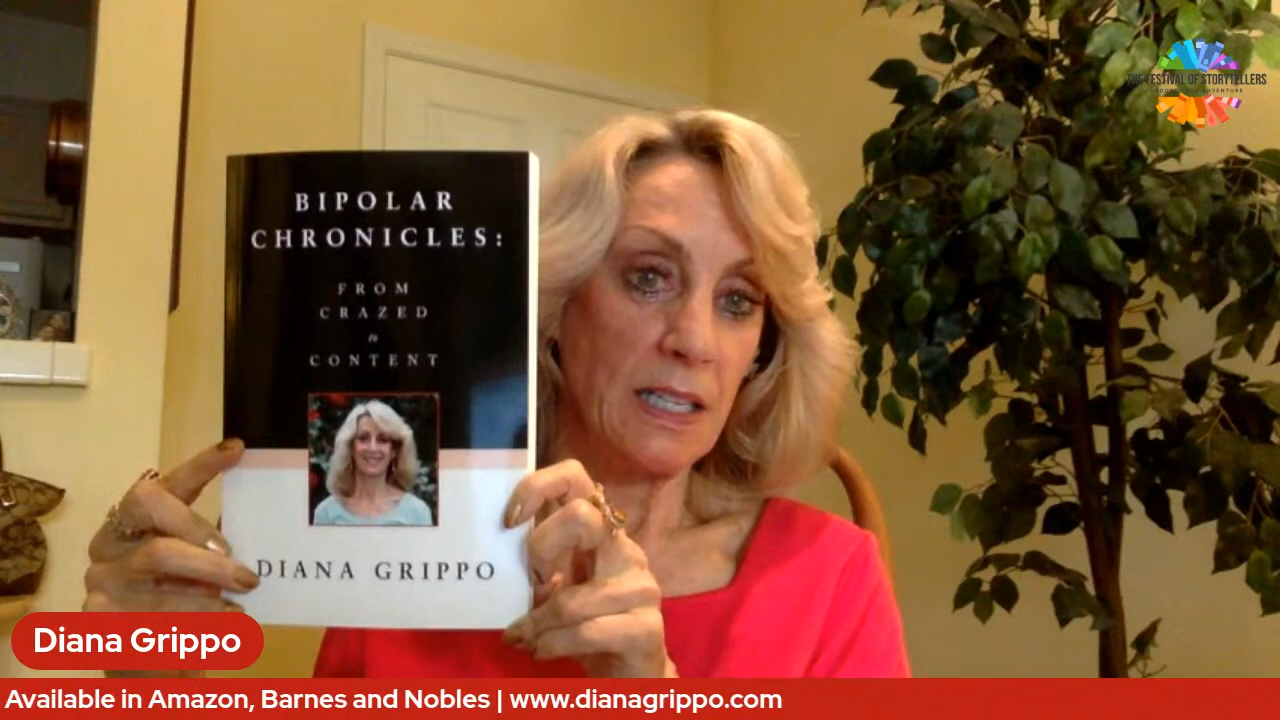 THE FESTIVAL OF STORYTELLERS
BIPOLAR
CHRONICLES:
FROM
CRAZED
to
CONTENT
DIANA GRIPPO
Diana Grippo
Available in Amazon, Barnes and Nobles | www.dianagrippo.com